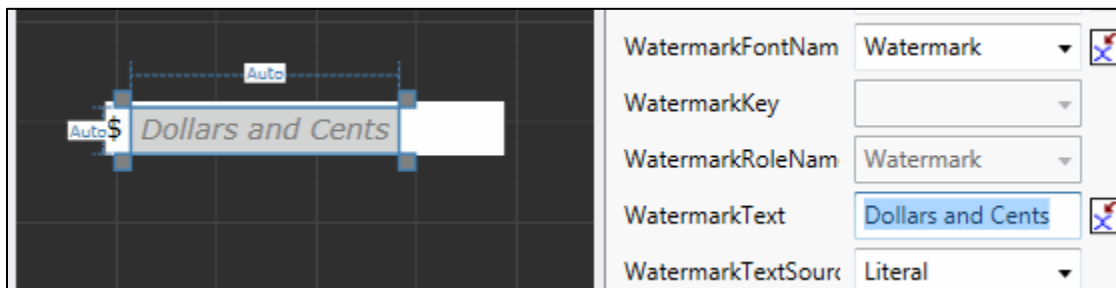 Auto
Auto $ Dollars and Cents
WatermarkFontNam Watermark
WatermarkKey
WatermarkRoleNam Watermark
WatermarkText Dollars and Cents
WatermarkTextSourc Literal